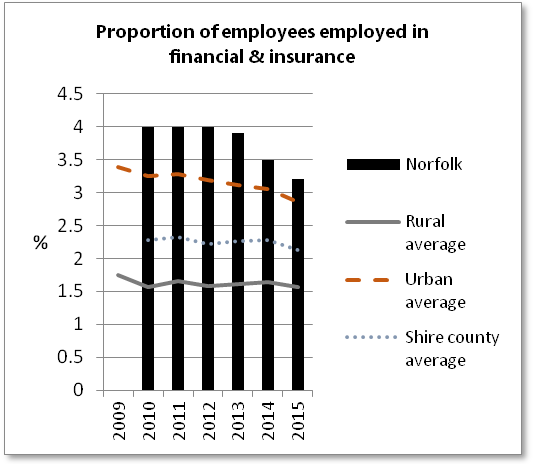 Proportion of employees employed in
financial & insurance
4.5
4
3.5
3
2.5
2
1.5
1
0.5
0
%
2009
2010
2011
2012
2013
2014
2015
Norfolk
Rural
average
Urban
average
Shire county
average